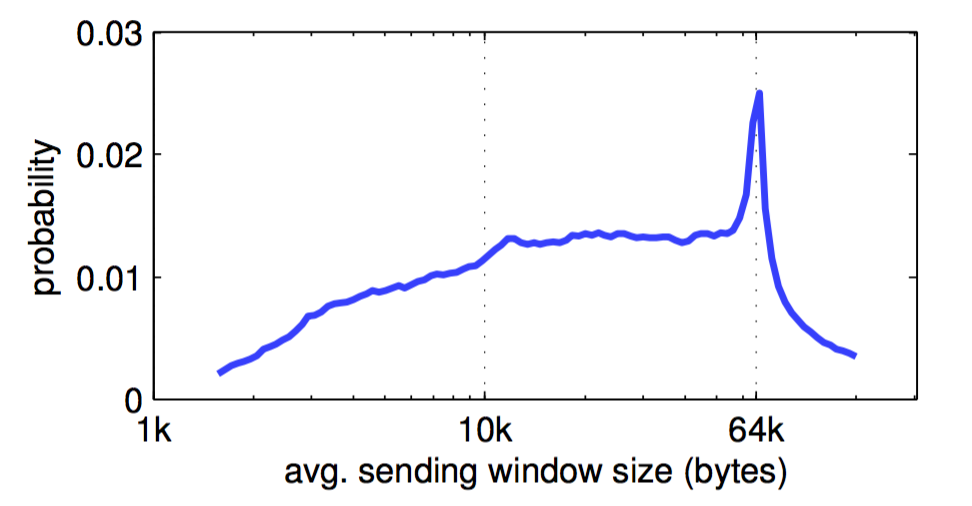 0.03
0.02
0.01
0
probability
1k 10k 64k
avg. sending window size (bytes)